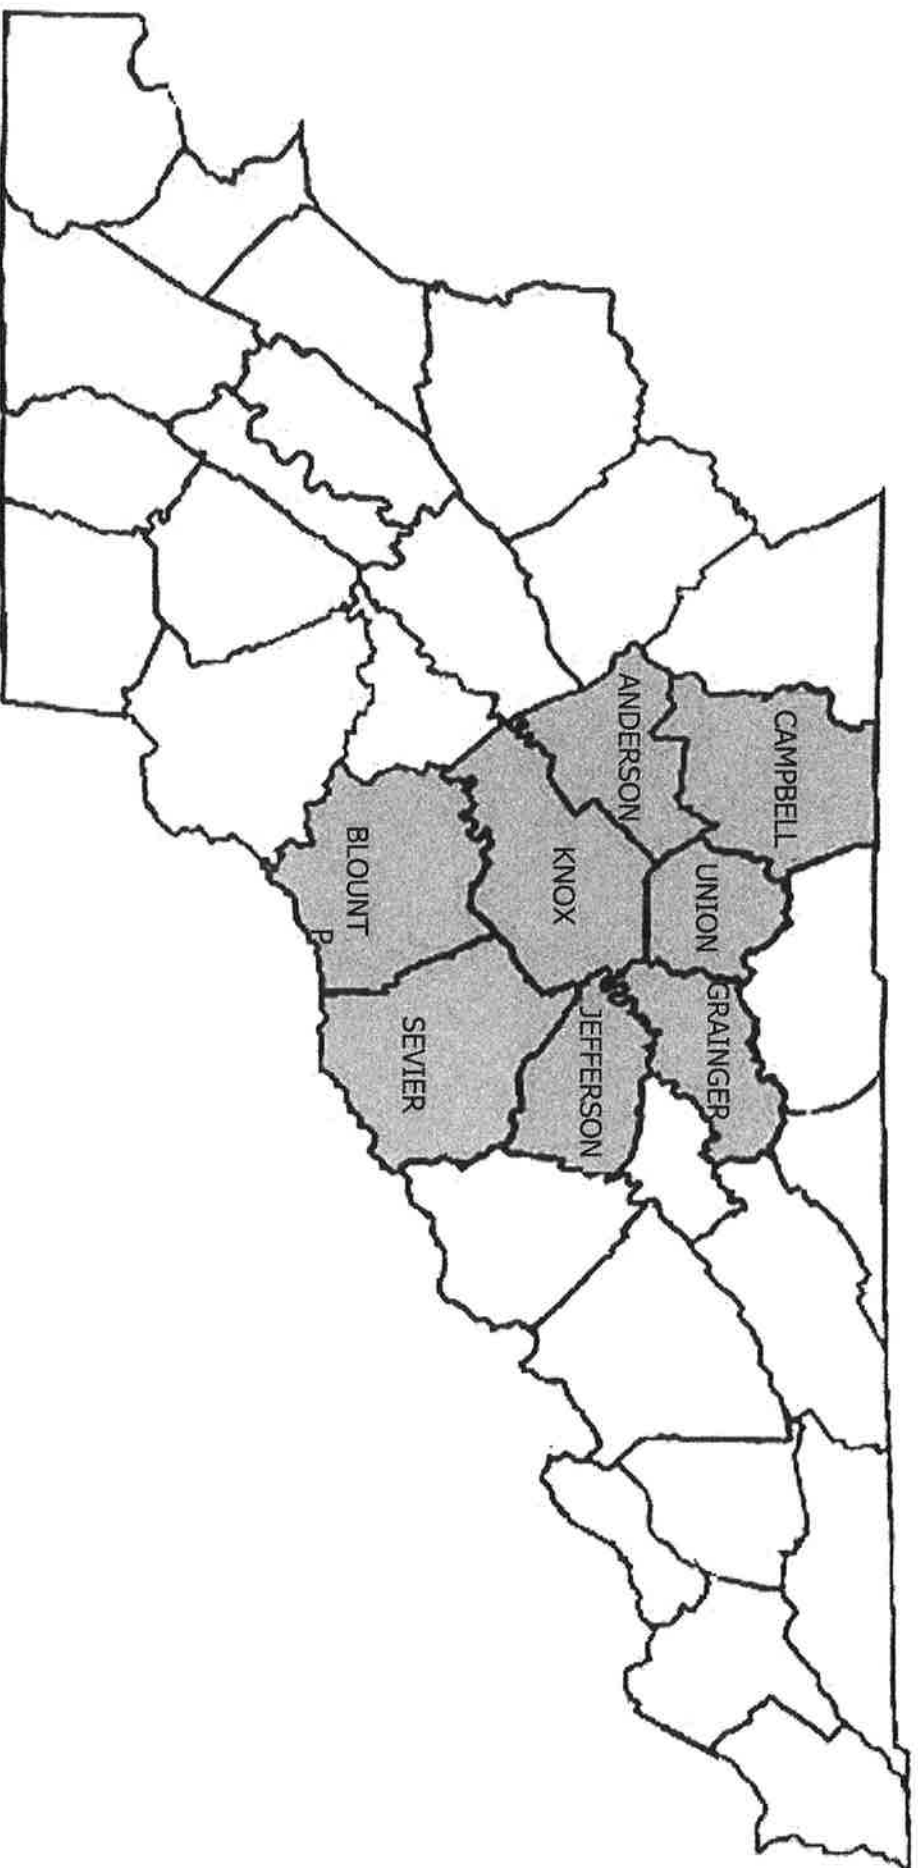 CAMPBELL
ANDERSON
UNION
GRAINGER
KNOX
JEFFERSON
BLOUNT
P
SEVIER